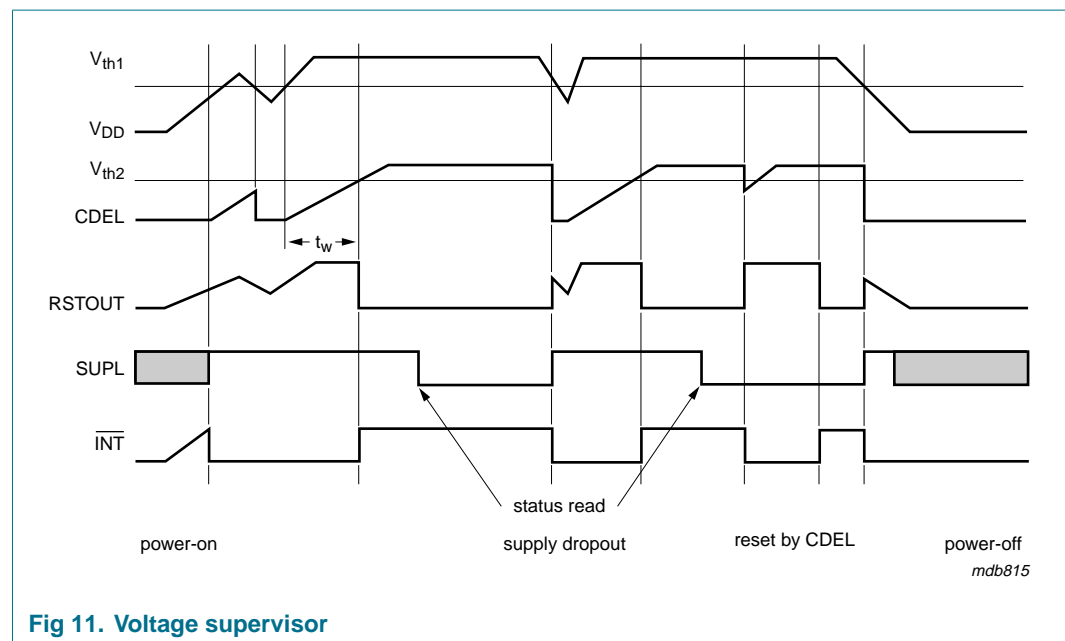 Vth1
VDD
Vth2
CDEL
tw
RSTOUT
SUPL
INT
status read
power-on
supply dropout
reset by CDEL
power-off
mdb815
Fig 11. Voltage supervisor